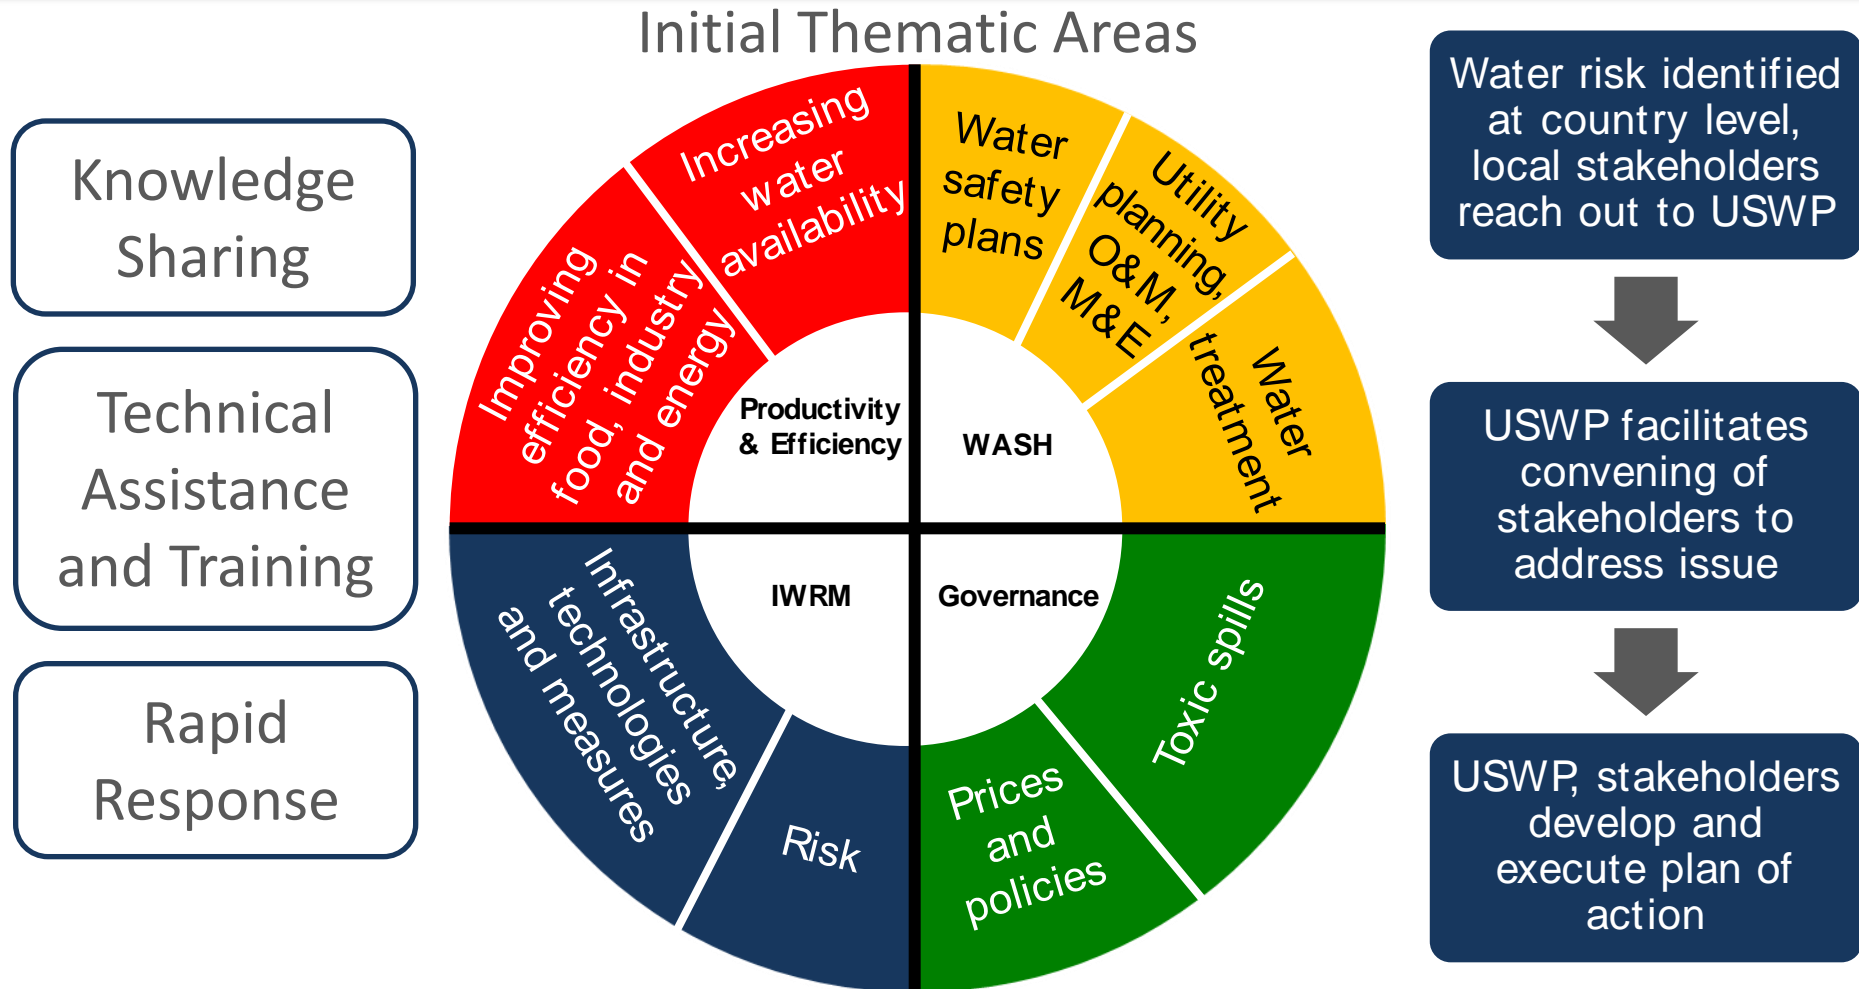 Initial Thematic Areas
Knowledge
Sharing
Technical
Assistance
and Training
Rapid
Response
Increasing
water
availability
Improving
efficiency in
food, industry
and energy
Productivity
& Efficiency
Water
safety
plans
Utility
planning,
O&M,
M&E
Water
treatment
WASH
IWRM
Infrastructure,
technologies
and measures
Risk
Governance
Toxic spills
Prices
and
policies
Water risk identified
at country level,
local stakeholders
reach out to USWP
USWP facilitates
convening of
stakeholders to
address issue
USWP, stakeholders
develop and
execute plan of
action